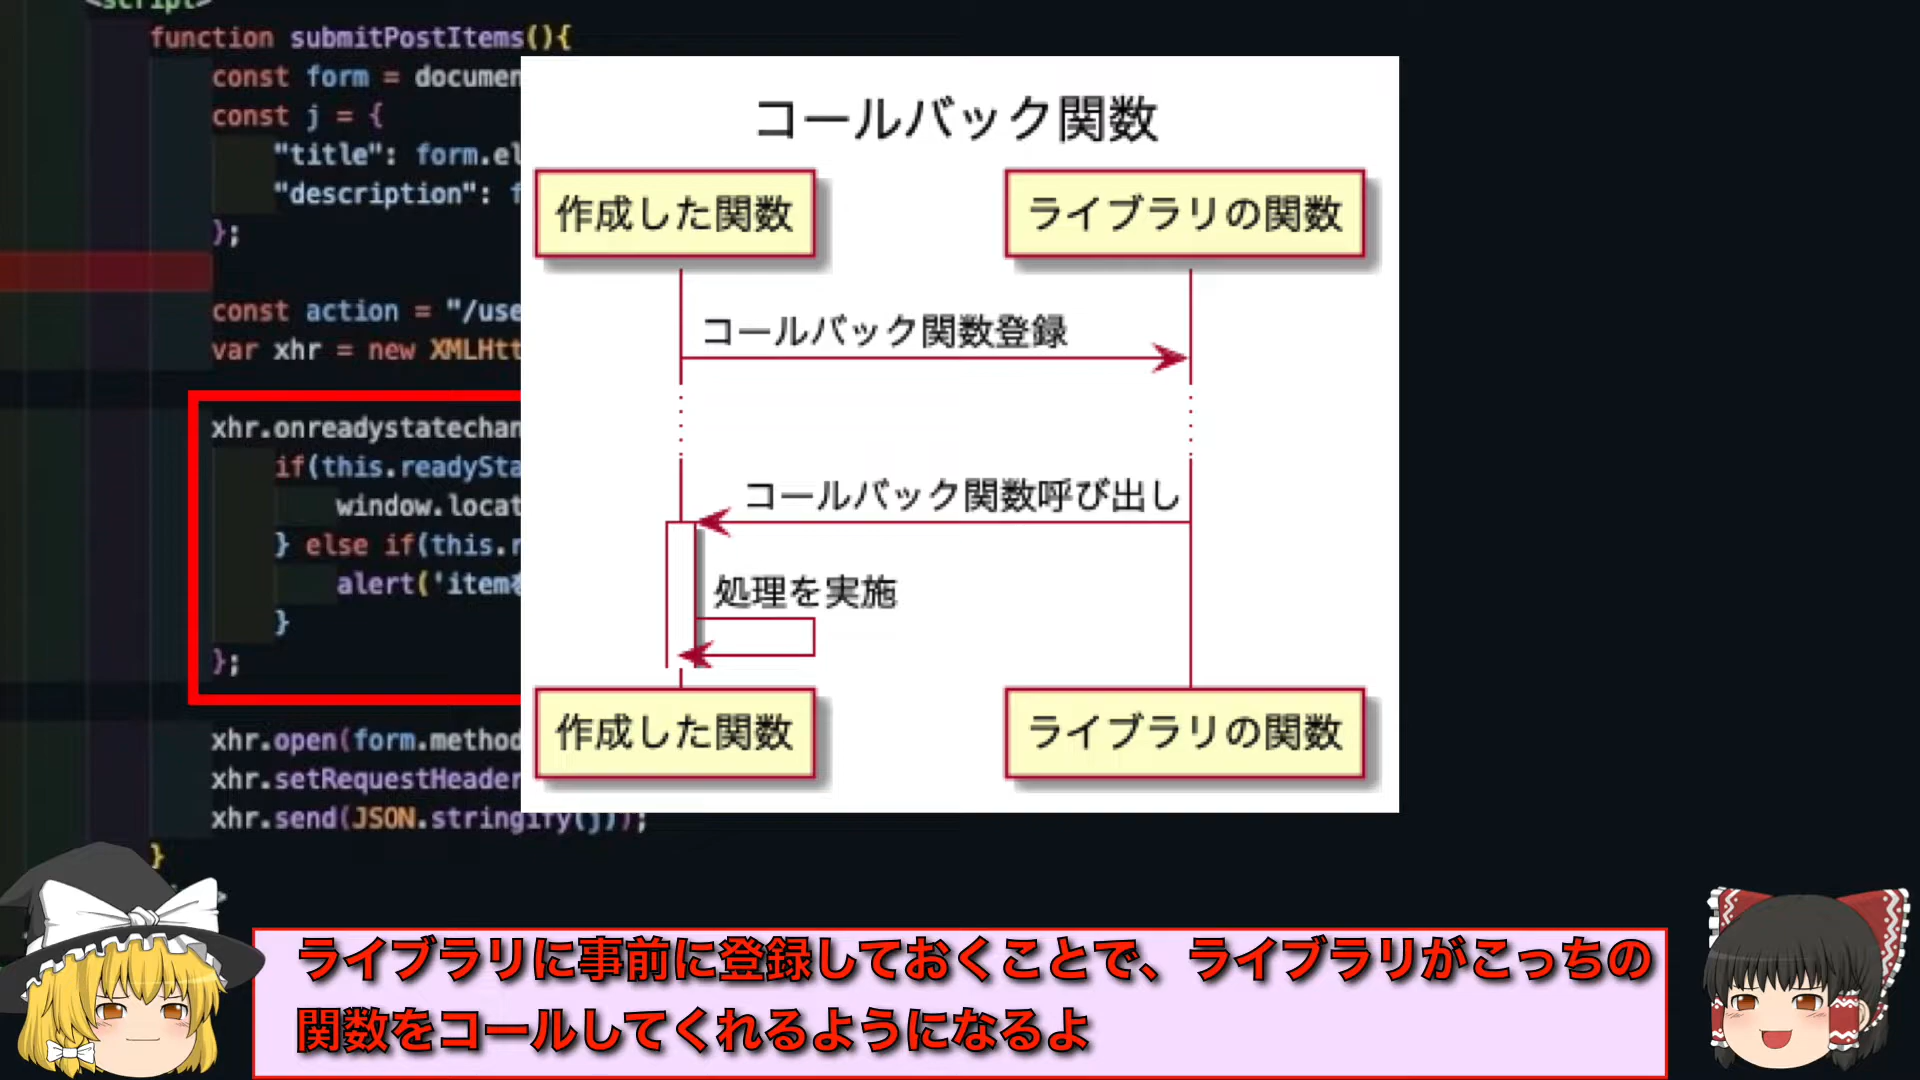 <script>
function submitPostItems(){
const form = documen
const j = {
"title": form.el
"description": f
};
const action = "/use
var xhr = new XMLHtt
xhr.onreadystatechan
if(this.readySta
window.locat
} else if(this.r
alert('item
}
};
xhr.open(form.method
xhr.setRequestHeader
xhr.send(JSON.stringify(j));
}
コールバック関数
作成した関数
ライブラリの関数
コールバック関数登録
コールバック関数呼び出し
処理を実施
作成した関数
ライブラリの関数
ライブラリに事前に登録しておくことで、ライブラリがこっちの
関数をコールしてくれるようになるよ